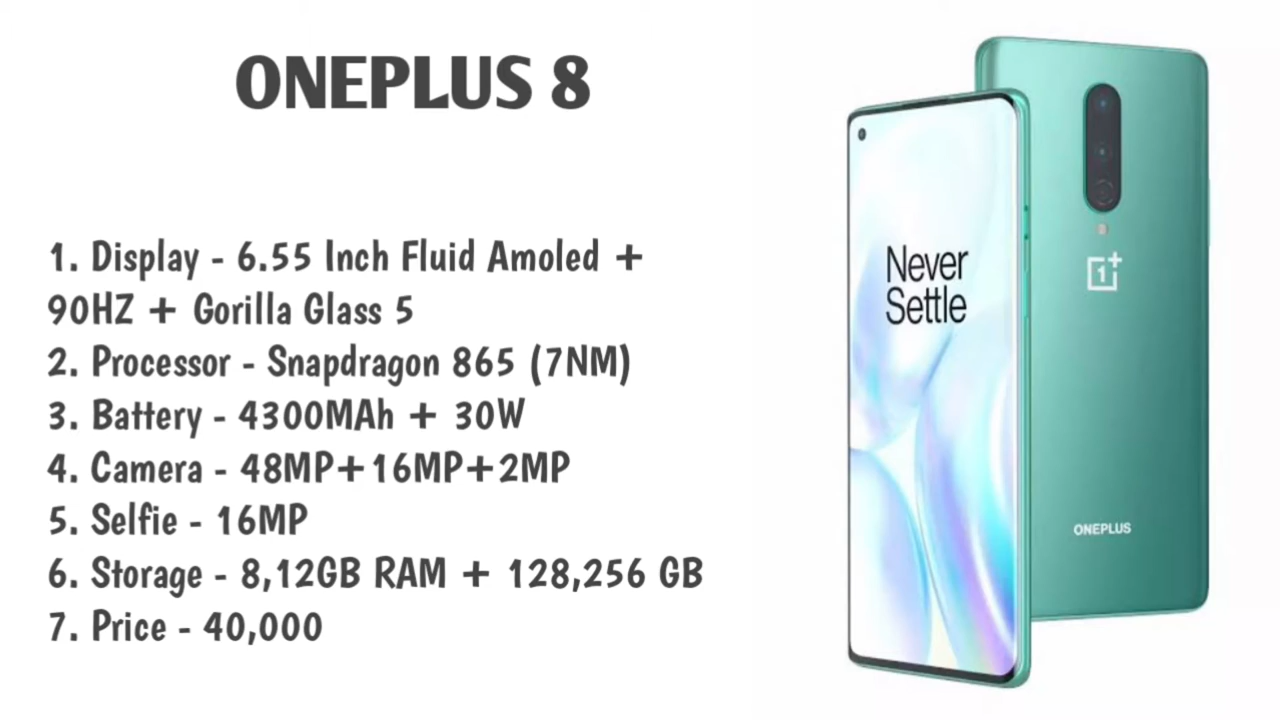 ONEPLUS 8
1. Display - 6.55 Inch Fluid Amoled +
90HZ + Gorilla Glass 5
2. Processor - Snapdragon 865 (7NM)
3. Battery - 4300MAh + 30W
4. Camera - 48MP+16MP+2MP
5. Selfie - 16MP
6. Storage - 8,12GB RAM + 128,256 GB
7. Price - 40,000
Never
Settle
1+
ONEPLUS